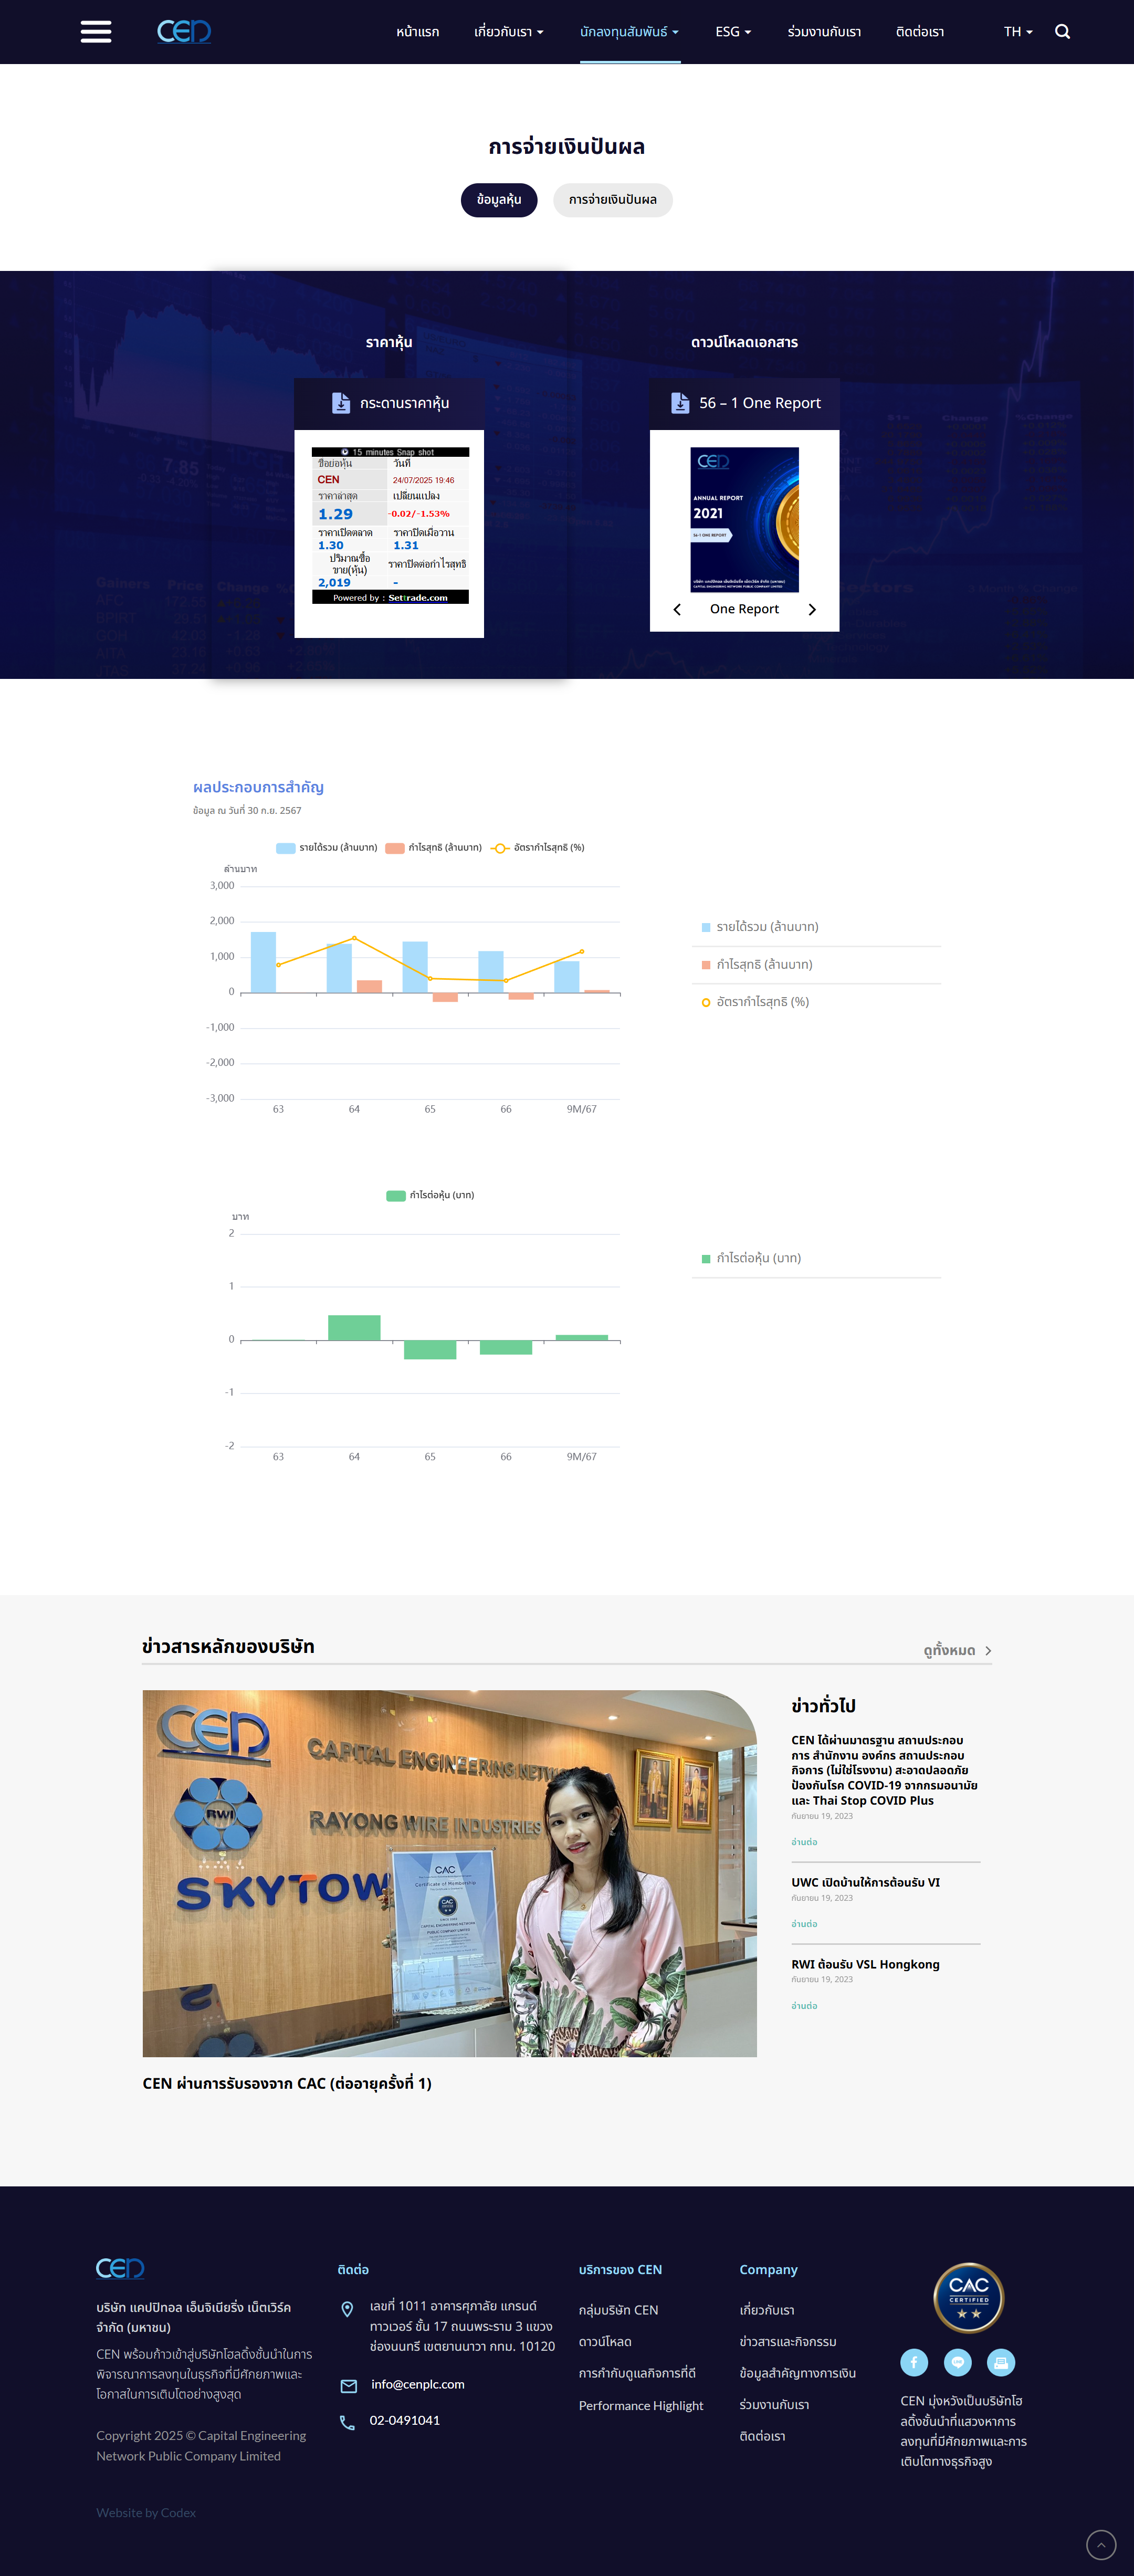 CEN
หน้าแรก
เกี่ยวกับเรา
นักลงทุนสัมพันธ์
ESG
ร่วมงานกับเรา
ติดต่อเรา
TH
การจ่ายเงินปันผล
ข้อมูลหุ้น
การจ่ายเงินปันผล
ราคาหุ้น
กระดานราคาหุ้น
15 minutes Snap shot
ชื่อย่อหุ้น วันที่
CEN 24/07/2025 19:46
ราคาล่าสุด เปลี่ยนแปลง
1.29 -0.02/-1.53%
ราคาเปิดตลาด ราคาปิดเมื่อวาน
1.30 1.31
ปริมาณซื้อ
ขาย(หุ้น) ราคาปิดต่อกำไรสุทธิ
2,019 -
Powered by : Settrade.com
ดาวน์โหลดเอกสาร
56 – 1 One Report
CEN
ANNUAL REPORT
2021
56-1 ONE REPORT
One Report
7.85
Gainers Price Change
Sectors
ผลประกอบการสำคัญ
ข้อมูล ณ วันที่ 30 ก.ย. 2567
รายได้รวม (ล้านบาท) กำไรสุทธิ (ล้านบาท) อัตรากำไรสุทธิ (%)
ล้านบาท
3,000
2,000
1,000
0
-1,000
-2,000
-3,000
63 64 65 66 9M/67
รายได้รวม (ล้านบาท)
กำไรสุทธิ (ล้านบาท)
อัตรากำไรสุทธิ (%)
กำไรต่อหุ้น (บาท)
บาท
2
1
0
-1
-2
63 64 65 66 9M/67
กำไรต่อหุ้น (บาท)
ข่าวสารหลักของบริษัท
ดูทั้งหมด
CEN
CAPITAL ENGINEERING NETW
RWI
RAYONG WIRE INDUSTRIES
SKYTOW
CAC
Certificate of Membership
CEN ผ่านการรับรองจาก CAC (ต่ออายุครั้งที่ 1)
ข่าวทั่วไป
CEN ได้ผ่านมาตรฐาน สถานประกอบ
การ สำนักงาน องค์กร สถานประกอบ
กิจการ (ไม่ใช่โรงงาน) สะอาดปลอดภัย
ป้องกันโรค COVID-19 จากกรมอนามัย
และ Thai Stop COVID Plus
กันยายน 19, 2023
อ่านต่อ
UWC เปิดบ้านให้การต้อนรับ VI
กันยายน 19, 2023
อ่านต่อ
RWI ต้อนรับ VSL Hongkong
กันยายน 19, 2023
อ่านต่อ
CEN
บริษัท แคปปิทอล เอ็นจิเนียริ่ง เน็ตเวิร์ค
จำกัด (มหาชน)
CEN พร้อมก้าวเข้าสู่บริษัทโฮลดิ้งชั้นนำในการ
พิจารณาการลงทุนในธุรกิจที่มีศักยภาพและ
โอกาสในการเติบโตอย่างสูงสุด
Copyright 2025 © Capital Engineering
Network Public Company Limited
Website by Codex
ติดต่อ
เลขที่ 1011 อาคารศุภาลัย แกรนด์
ทาวเวอร์ ชั้น 17 ถนนพระราม 3 แขวง
ช่องนนทรี เขตยานนาวา กทม. 10120
info@cenplc.com
02-0491041
บริการของ CEN
กลุ่มบริษัท CEN
ดาวน์โหลด
การกำกับดูแลกิจการที่ดี
Performance Highlight
Company
เกี่ยวกับเรา
ข่าวสารและกิจกรรม
ข้อมูลสำคัญทางการเงิน
ร่วมงานกับเรา
ติดต่อเรา
CAC
CERTIFIED
CEN มุ่งหวังเป็นบริษัทโฮ
ลดิ้งชั้นนำที่แสวงหาการ
ลงทุนที่มีศักยภาพและการ
เติบโตทางธุรกิจสูง